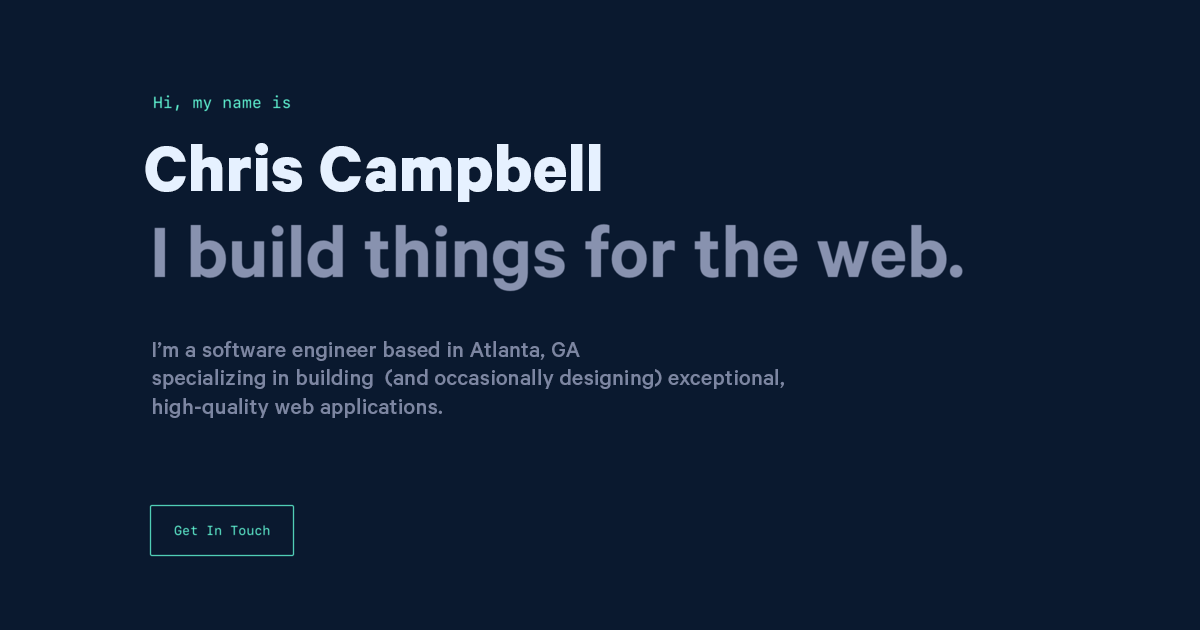 Hi, my name is
Chris Campbell
I build things for the web.
I’m a software engineer based in Atlanta, GA
specializing in building  (and occasionally designing) exceptional,
high-quality web applications.
Get In Touch